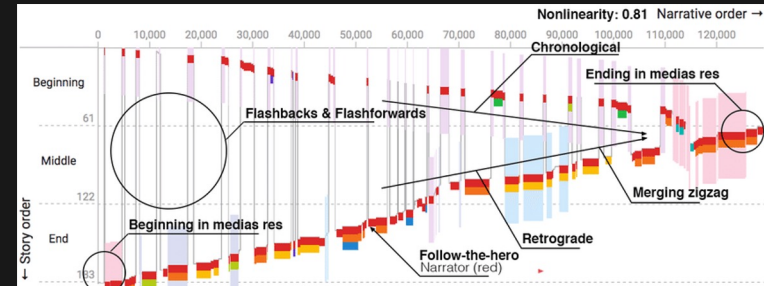 Nonlinearity: 0.81 Narrative order →
0 10,000 20,000 30,000 40,000 50,000 60,000 70,000 80,000 90,000 100,000 110,000 120,000
Chronological
Ending in medias res
Beginning
Flashbacks & Flashforwards
61
Middle
Merging zigzag
122
Beginning in medias res
End
Retrograde
Follow-the-hero
Narrator (red)
183
← Story order